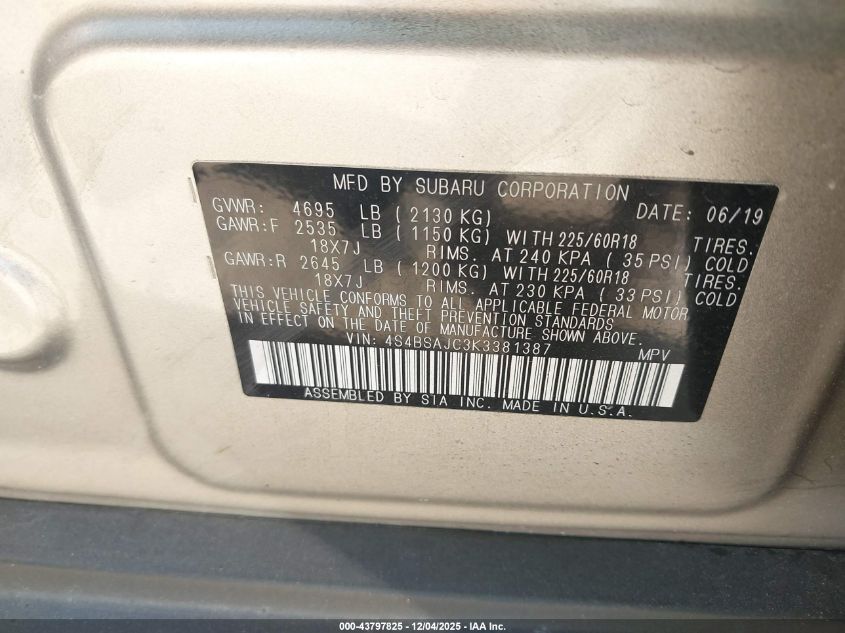 MFD BY SUBARU CORPORATION
GVWR: 4695 LB ( 2130 KG) DATE: 06/19
GAWR:F 2535 LB ( 1150 KG) WITH 225/60R18 TIRES.
18X7J RIMS. AT 240 KPA ( 35 PSI) COLD
GAWR:R 2645 LB ( 1200 KG) WITH 225/60R18 TIRES.
18X7J RIMS. AT 230 KPA ( 33 PSI) COLD
THIS VEHICLE CONFORMS TO ALL APPLICABLE FEDERAL MOTOR
VEHICLE SAFETY AND THEFT PREVENTION STANDARDS
IN EFFECT ON THE DATE OF MANUFACTURE SHOWN ABOVE.
VIN: 4S4BSAJC3K3381387 MPV
ASSEMBLED BY SIA INC. MADE IN U.S.A.
000-43797825 - 12/04/2025 - IAA Inc.